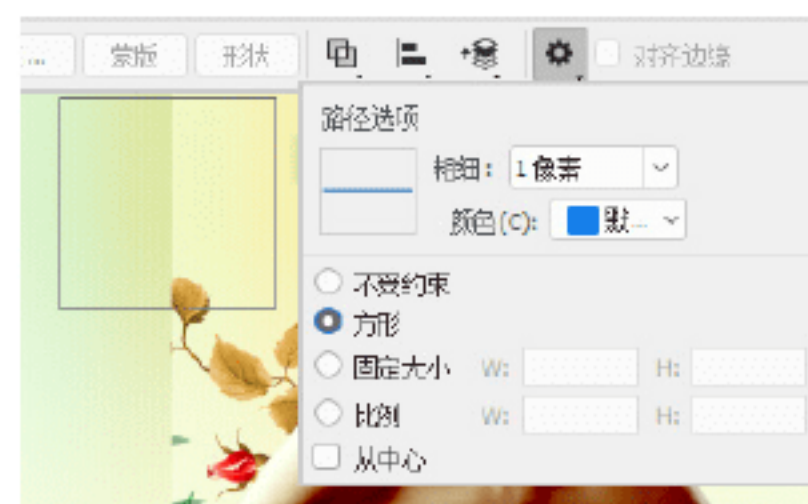 蒙版 形状 对齐边缘
路径选项
粗细: 1 像素
颜色(C): 默...
不受约束
方形
固定大小 W: H:
比例 W: H:
从中心